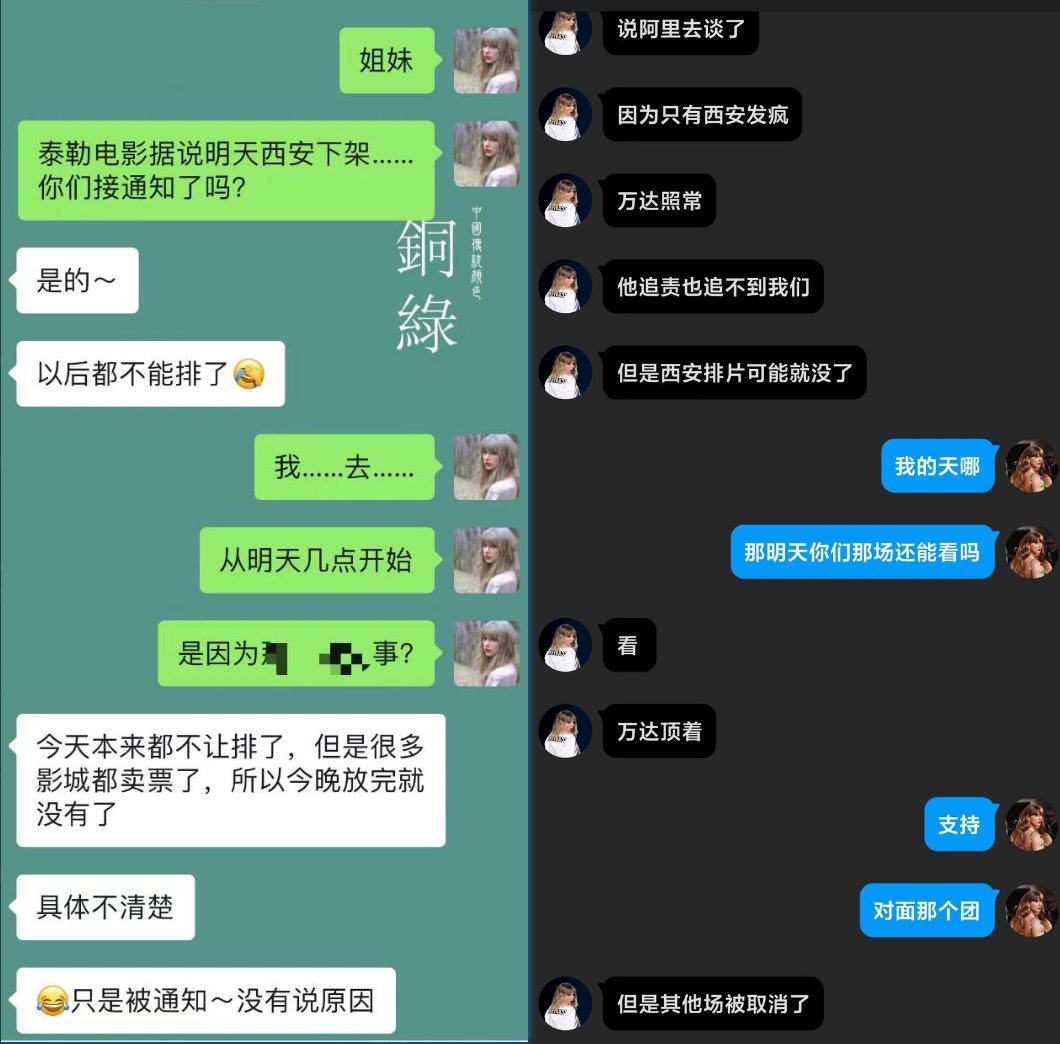 姐妹
泰勒电影据说明天西安下架……
你们接通知了吗？
銅綠
中國傳統顏色
是的～
以后都不能排了
我……去……
从明天几点开始
是因为
事？
今天本来都不让排了，但是很多
影城都卖票了，所以今晚放完就
没有了
具体不清楚
只是被通知～没有说原因
说阿里去谈了
因为只有西安发疯
万达照常
他追责也追不到我们
但是西安排片可能就没了
我的天哪
那明天你们那场还能看吗
看
万达顶着
支持
对面那个团
但是其他场被取消了